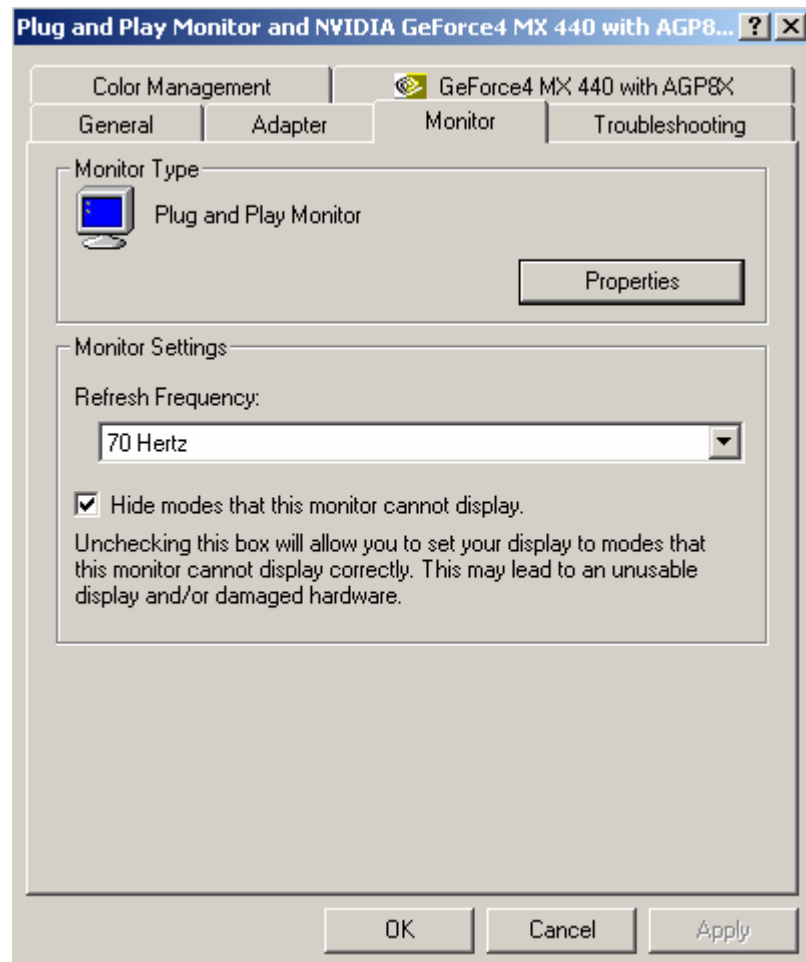 Plug and Play Monitor and NVIDIA GeForce4 MX 440 with AGP8...
Color Management
GeForce4 MX 440 with AGP8X
General
Adapter
Monitor
Troubleshooting
Monitor Type
Plug and Play Monitor
Properties
Monitor Settings
Refresh Frequency:
70 Hertz
Hide modes that this monitor cannot display.
Unchecking this box will allow you to set your display to modes that
this monitor cannot display correctly. This may lead to an unusable
display and/or damaged hardware.
OK
Cancel
Apply